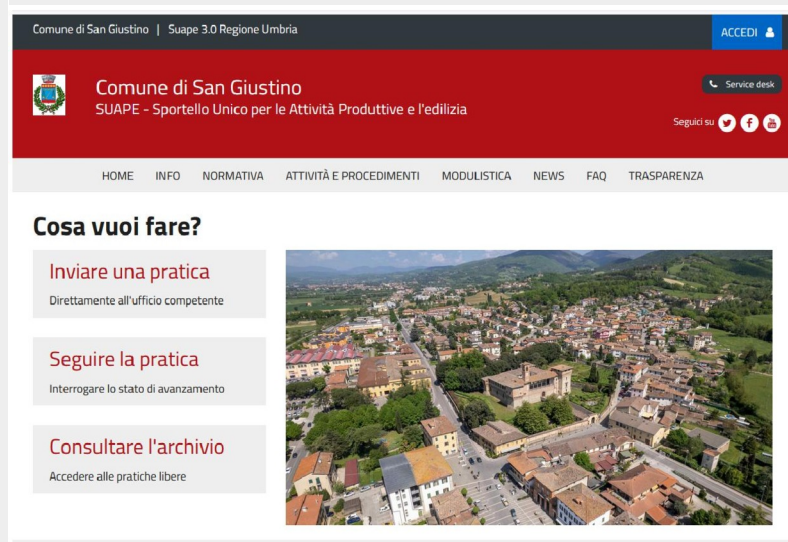 Comune di San Giustino | Suape 3.0 Regione Umbria
ACCEDI
Comune di San Giustino
SUAPE - Sportello Unico per le Attività Produttive e l'edilizia
Service desk
Seguici su
HOME INFO NORMATIVA ATTIVITÀ E PROCEDIMENTI MODULISTICA NEWS FAQ TRASPARENZA
Cosa vuoi fare?
Inviare una pratica
Direttamente all'ufficio competente
Seguire la pratica
Interrogare lo stato di avanzamento
Consultare l'archivio
Accedere alle pratiche libere